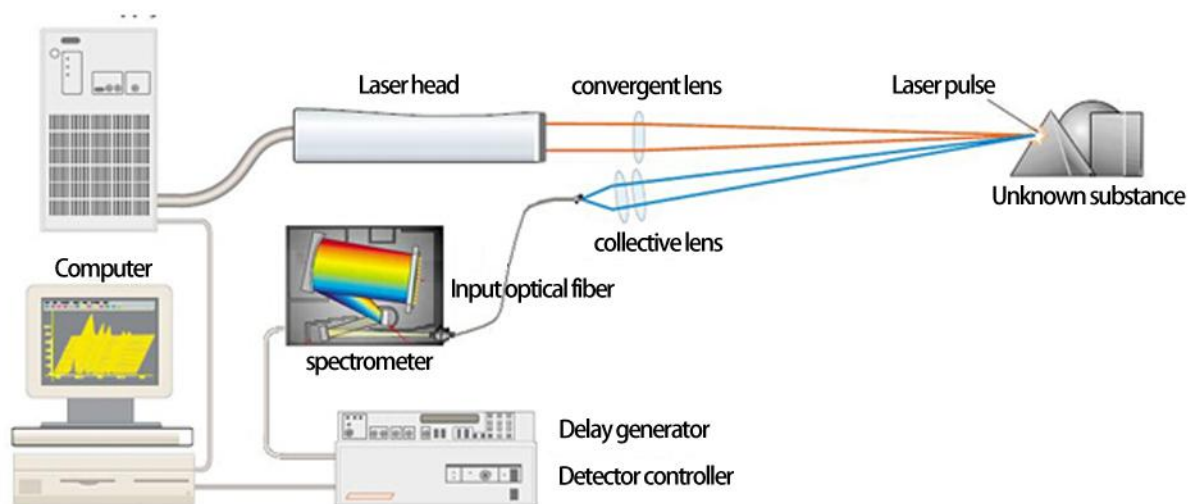 Laser head
convergent lens
Laser pulse
Unknown substance
collective lens
Computer
Input optical fiber
spectrometer
Delay generator
Detector controller